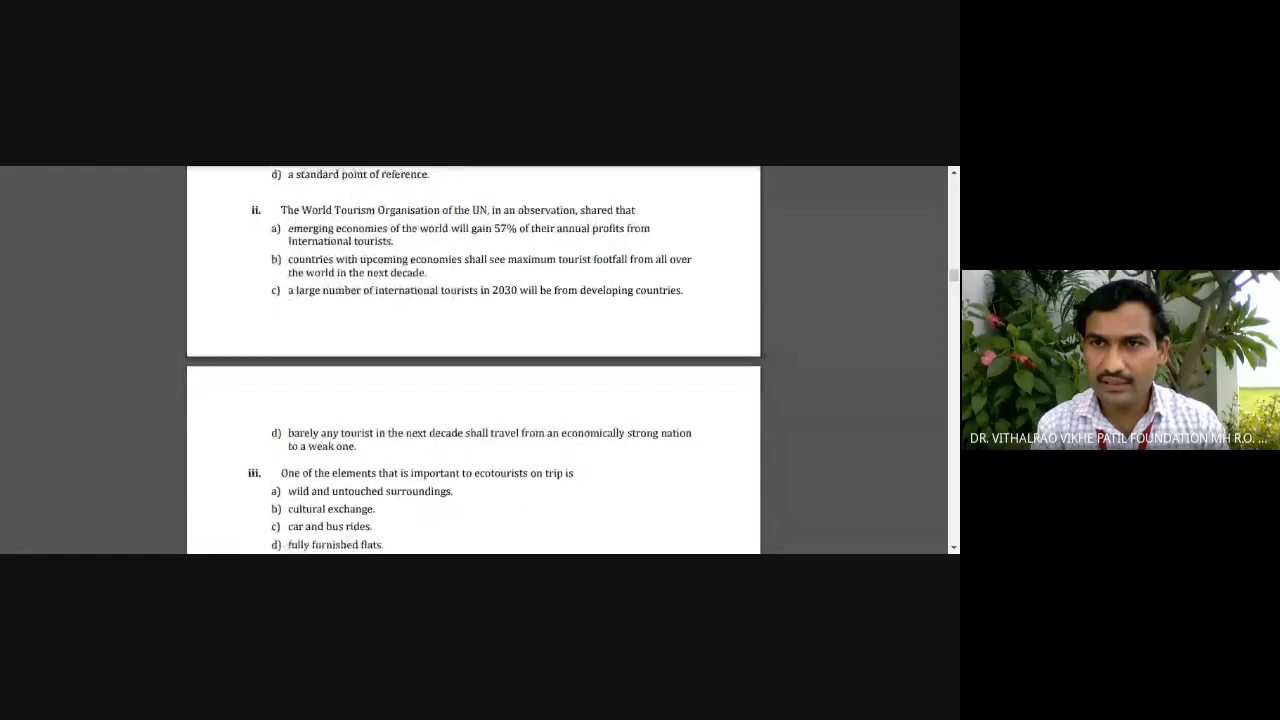 d) a standard point of reference.
ii. The World Tourism Organisation of the UN, in an observation, shared that
a) emerging economies of the world will gain 57% of their annual profits from
International tourists.
b) countries with upcoming economies shall see maximum tourist footfall from all over
the world in the next decade.
c) a large number of international tourists in 2030 will be from developing countries.
d) barely any tourist in the next decade shall travel from an economically strong nation
to a weak one.
iii. One of the elements that is important to ecotourists on trip is
a) wild and untouched surroundings.
b) cultural exchange.
c) car and bus rides.
d) fully furnished flats.
DR. VITHALRAO VIKHE PATIL FOUNDATION MH R.O. ...